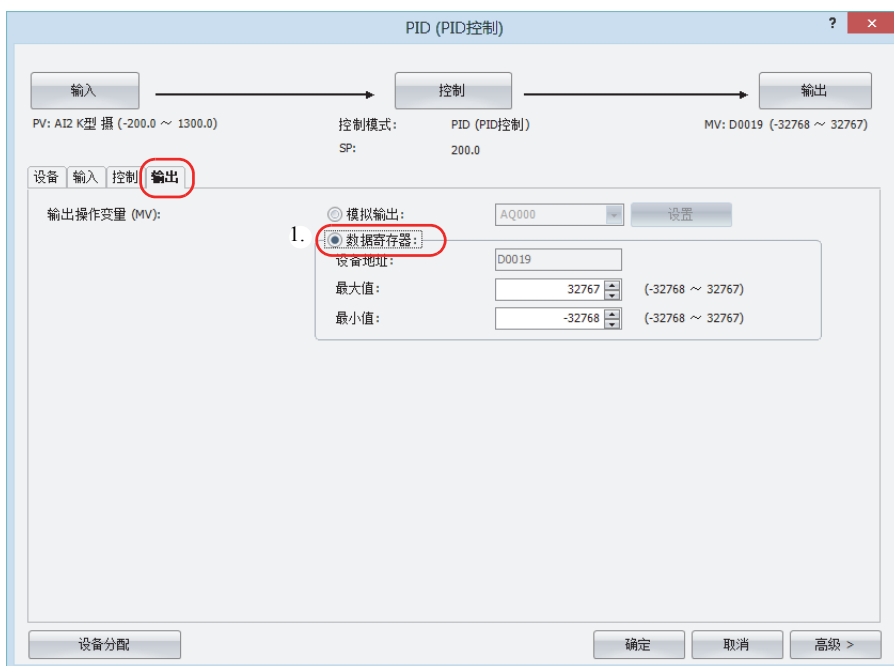 PID (PID控制)
? ×
输入 控制 输出
PV: AI2 K型 摄 (-200.0 ～ 1300.0) 控制模式: PID (PID控制) MV: D0019 (-32768 ～ 32767)
SP: 200.0
设备 输入 控制 输出
输出操作变量 (MV): 模拟输出: AQ000 设置
1. 数据寄存器:
设备地址: D0019
最大值: 32767 (-32768 ～ 32767)
最小值: -32768 (-32768 ～ 32767)
设备分配 确定 取消 高级 >